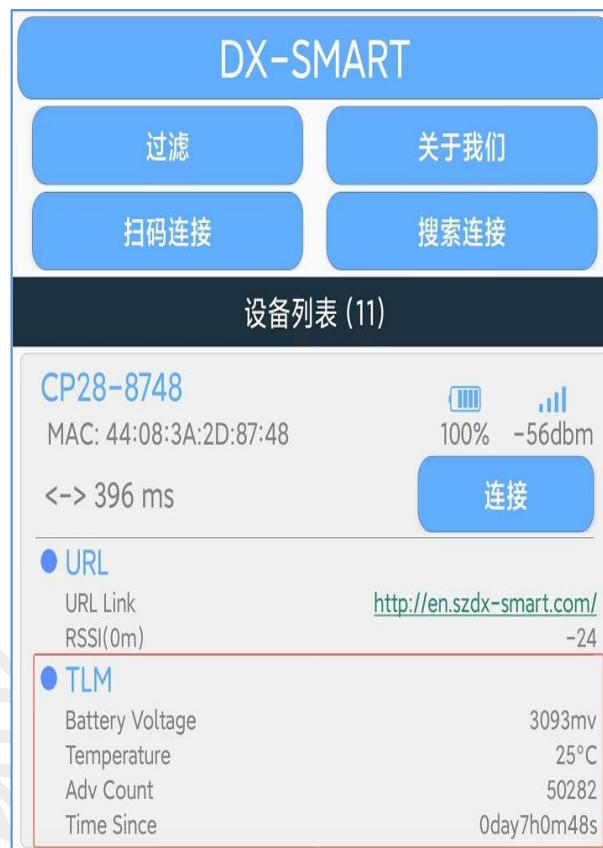 DX-SMART
过滤 关于我们
扫码连接 搜索连接
设备列表 (11)
CP28-8748
MAC: 44:08:3A:2D:87:48 100% -56dbm
<-> 396 ms 连接
URL
URL Link http://en.szdx-smart.com/
RSSI(0m) -24
TLM
Battery Voltage 3093mv
Temperature 25°C
Adv Count 50282
Time Since 0day7h0m48s